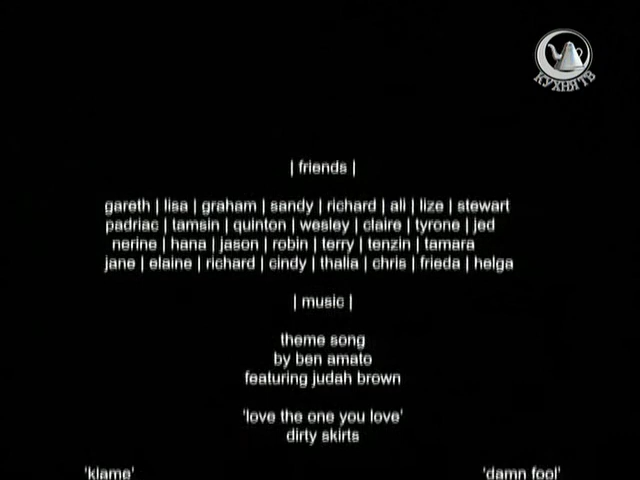 КУХНЯ ТВ
| friends |
gareth | lisa | graham | sandy | richard | ali | lize | stewart
padriac | tamsin | quinton | wesley | claire | tyrone | jed
nerine | hana | jason | robin | terry | tenzin | tamara
jane | elaine | richard | cindy | thalia | chris | frieda | helga
| music |
theme song
by ben amato
featuring judah brown
'love the one you love'
dirty skirts
'klame' 'damn fool'